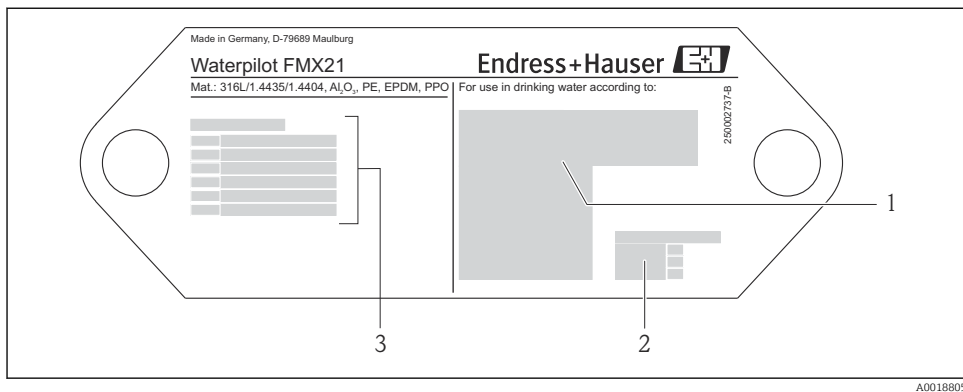 Made in Germany, D-79689 Maulburg
Waterpilot FMX21
Endress+Hauser
Mat.: 316L/1.4435/1.4404, Al₂O₃, PE, EPDM, PPO
For use in drinking water according to:
250002737-B
1
2
3
A0018805